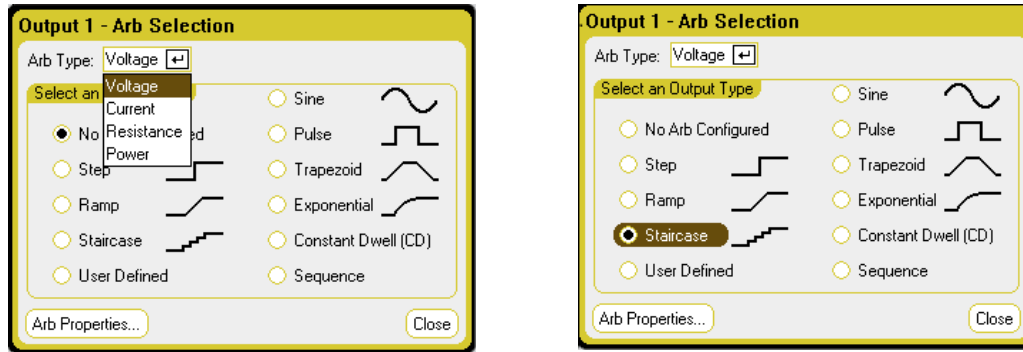 Output 1 - Arb Selection
Arb Type: Voltage
Voltage
Current
Resistance
Power
Select an
No
ed
Step
Ramp
Staircase
User Defined
Sine
Pulse
Trapezoid
Exponential
Constant Dwell (CD)
Sequence
Arb Properties...
Close
Output 1 - Arb Selection
Arb Type: Voltage
Select an Output Type
No Arb Configured
Step
Ramp
Staircase
User Defined
Sine
Pulse
Trapezoid
Exponential
Constant Dwell (CD)
Sequence
Arb Properties...
Close